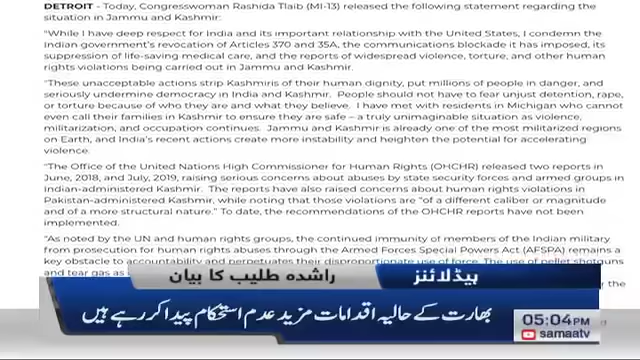 DETROIT - Today, Congresswoman Rashida Tlaib (MI-13) released the following statement regarding the
situation in Jammu and Kashmir:
"While I have deep respect for India and its important relationship with the United States, I condemn the
Indian government's revocation of Articles 370 and 35A, the communications blockade it has imposed, its
suppression of life-saving medical care, and the reports of widespread violence, torture, and other human
rights violations being carried out in Jammu and Kashmir.
"These unacceptable actions strip Kashmiris of their human dignity, put millions of people in danger, and
seriously undermine democracy in India and Kashmir. People should not have to fear unjust detention, rape,
or torture because of who they are and what they believe. I have met with residents in Michigan who cannot
even call their families in Kashmir to ensure they are safe – a truly unimaginable situation as violence,
militarization, and occupation continues. Jammu and Kashmir is already one of the most militarized regions
on Earth, and India's recent actions create more instability and heighten the potential for accelerating
violence.
"The Office of the United Nations High Commissioner for Human Rights (OHCHR) released two reports in
June, 2018, and July, 2019, raising serious concerns about abuses by state security forces and armed groups in
Indian-administered Kashmir. The reports have also raised concerns about human rights violations in
Pakistan-administered Kashmir, while noting that those violations are "of a different caliber or magnitude
and of a more structural nature." To date, the recommendations of the OHCHR reports have not been
implemented.
"As noted by the UN and human rights groups, the continued immunity of members of the Indian military
from prosecution for human rights abuses through the Armed Forces Special Powers Act (AFSPA) remains a
key obstacle to accountability and perpetuates their disproportionate use of force. The use of pellet shotguns
and tear gas as
the
ہیڈلائنز
راشدہ طلیب کا بیان
بھارت کے حالیہ اقدامات مزید عدم استحکام پیدا کر رہے ہیں
05:04PM
samaatv